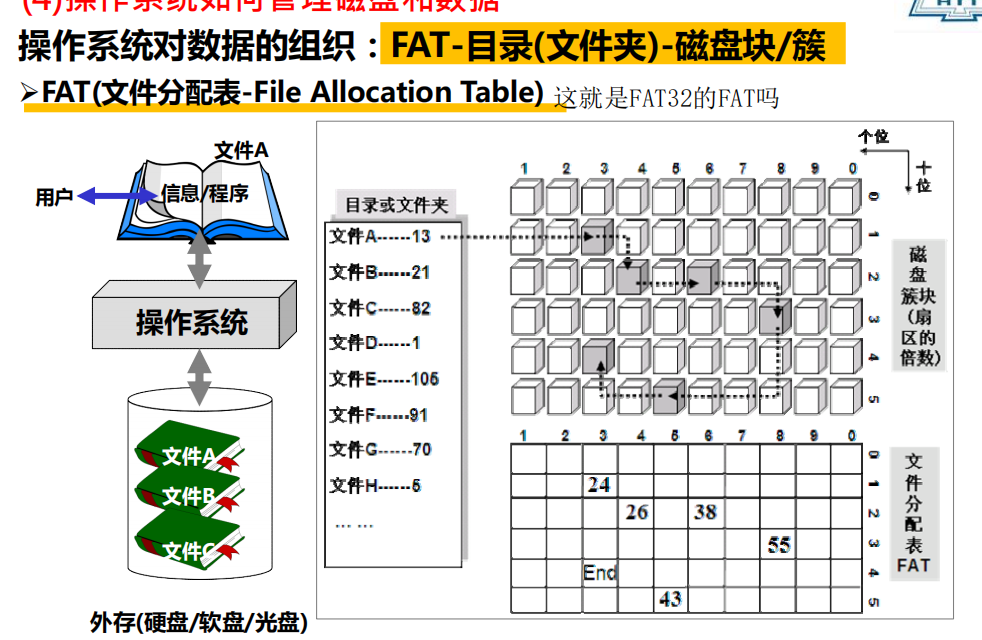 (4)操作系统如何管理磁盘和数据
操作系统对数据的组织：FAT-目录(文件夹)-磁盘块/簇
➢FAT(文件分配表-File Allocation Table) 这就是FAT32的FAT吗
文件A
用户
信息/程序
操作系统
文件A
文件B
文件C
外存(硬盘/软盘/光盘)
目录或文件夹
文件A------13
文件B------21
文件C------82
文件D------1
文件E------105
文件F------91
文件G------70
文件H------5
... ...
个位
十位
1 2 3 4 5 6 7 8 9 0
0
1
2
3
4
5
磁盘簇块(扇区的倍数)
1 2 3 4 5 6 7 8 9 0
0
24 1
26 38 2
55 3
End 4
43 5
文件分配表FAT